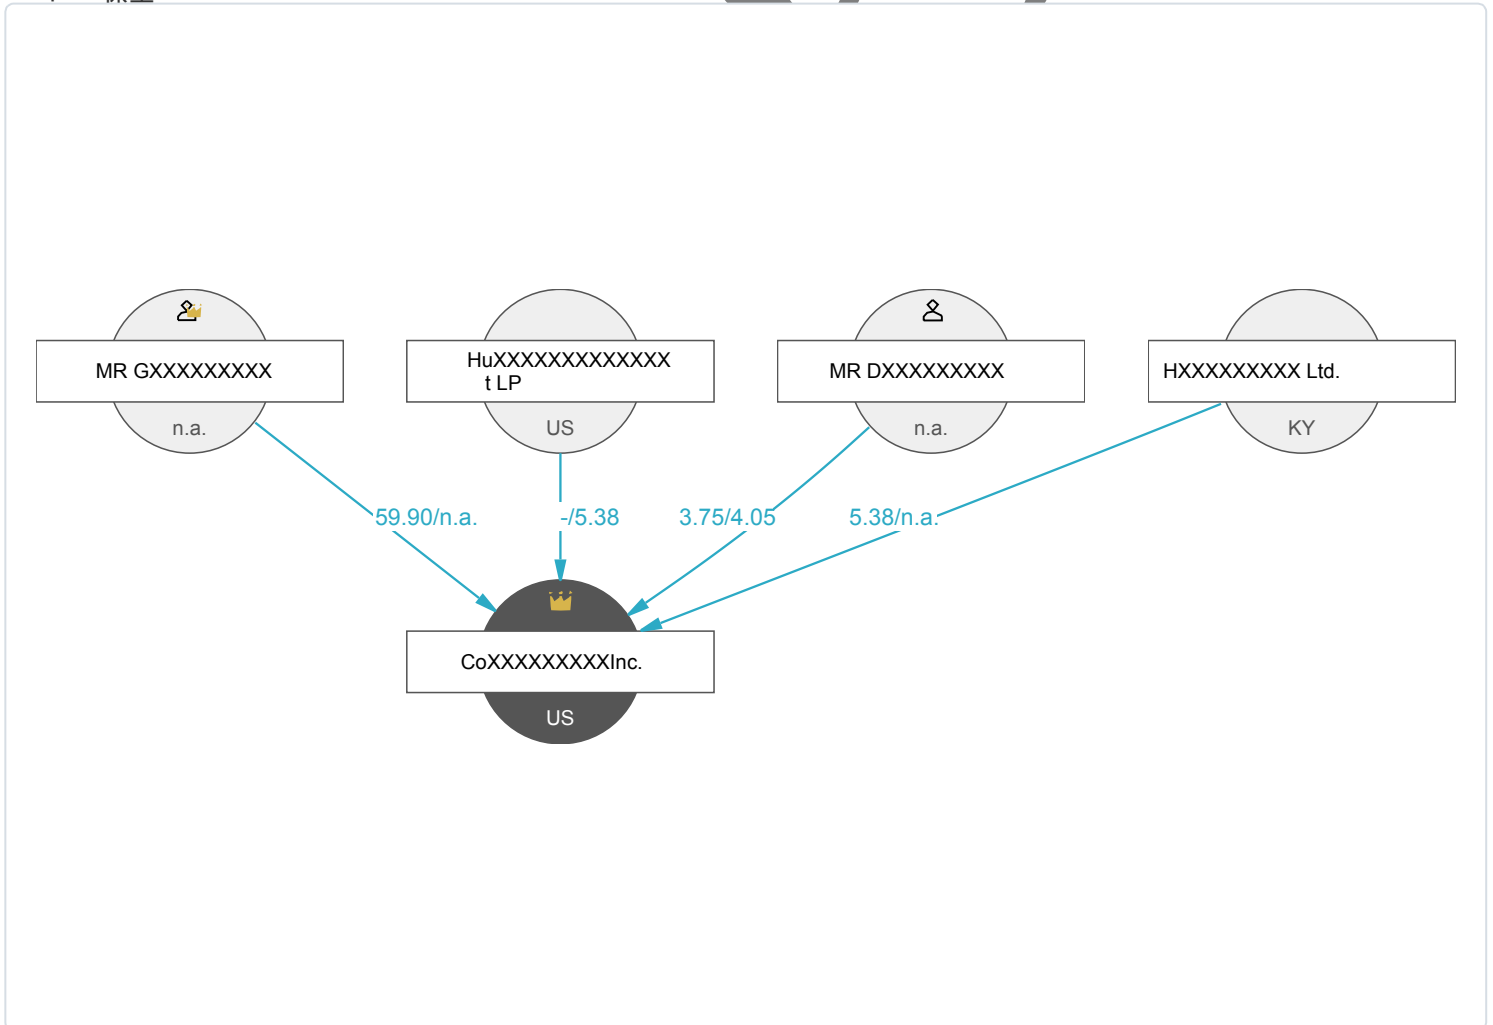 MR GXXXXXXXXX
n.a.
HuXXXXXXXXXXXXX
t LP
US
MR DXXXXXXXXX
n.a.
HXXXXXXXXX Ltd.
KY
59.90/n.a.
-/5.38
3.75/4.05
5.38/n.a.
CoXXXXXXXXXInc.
US